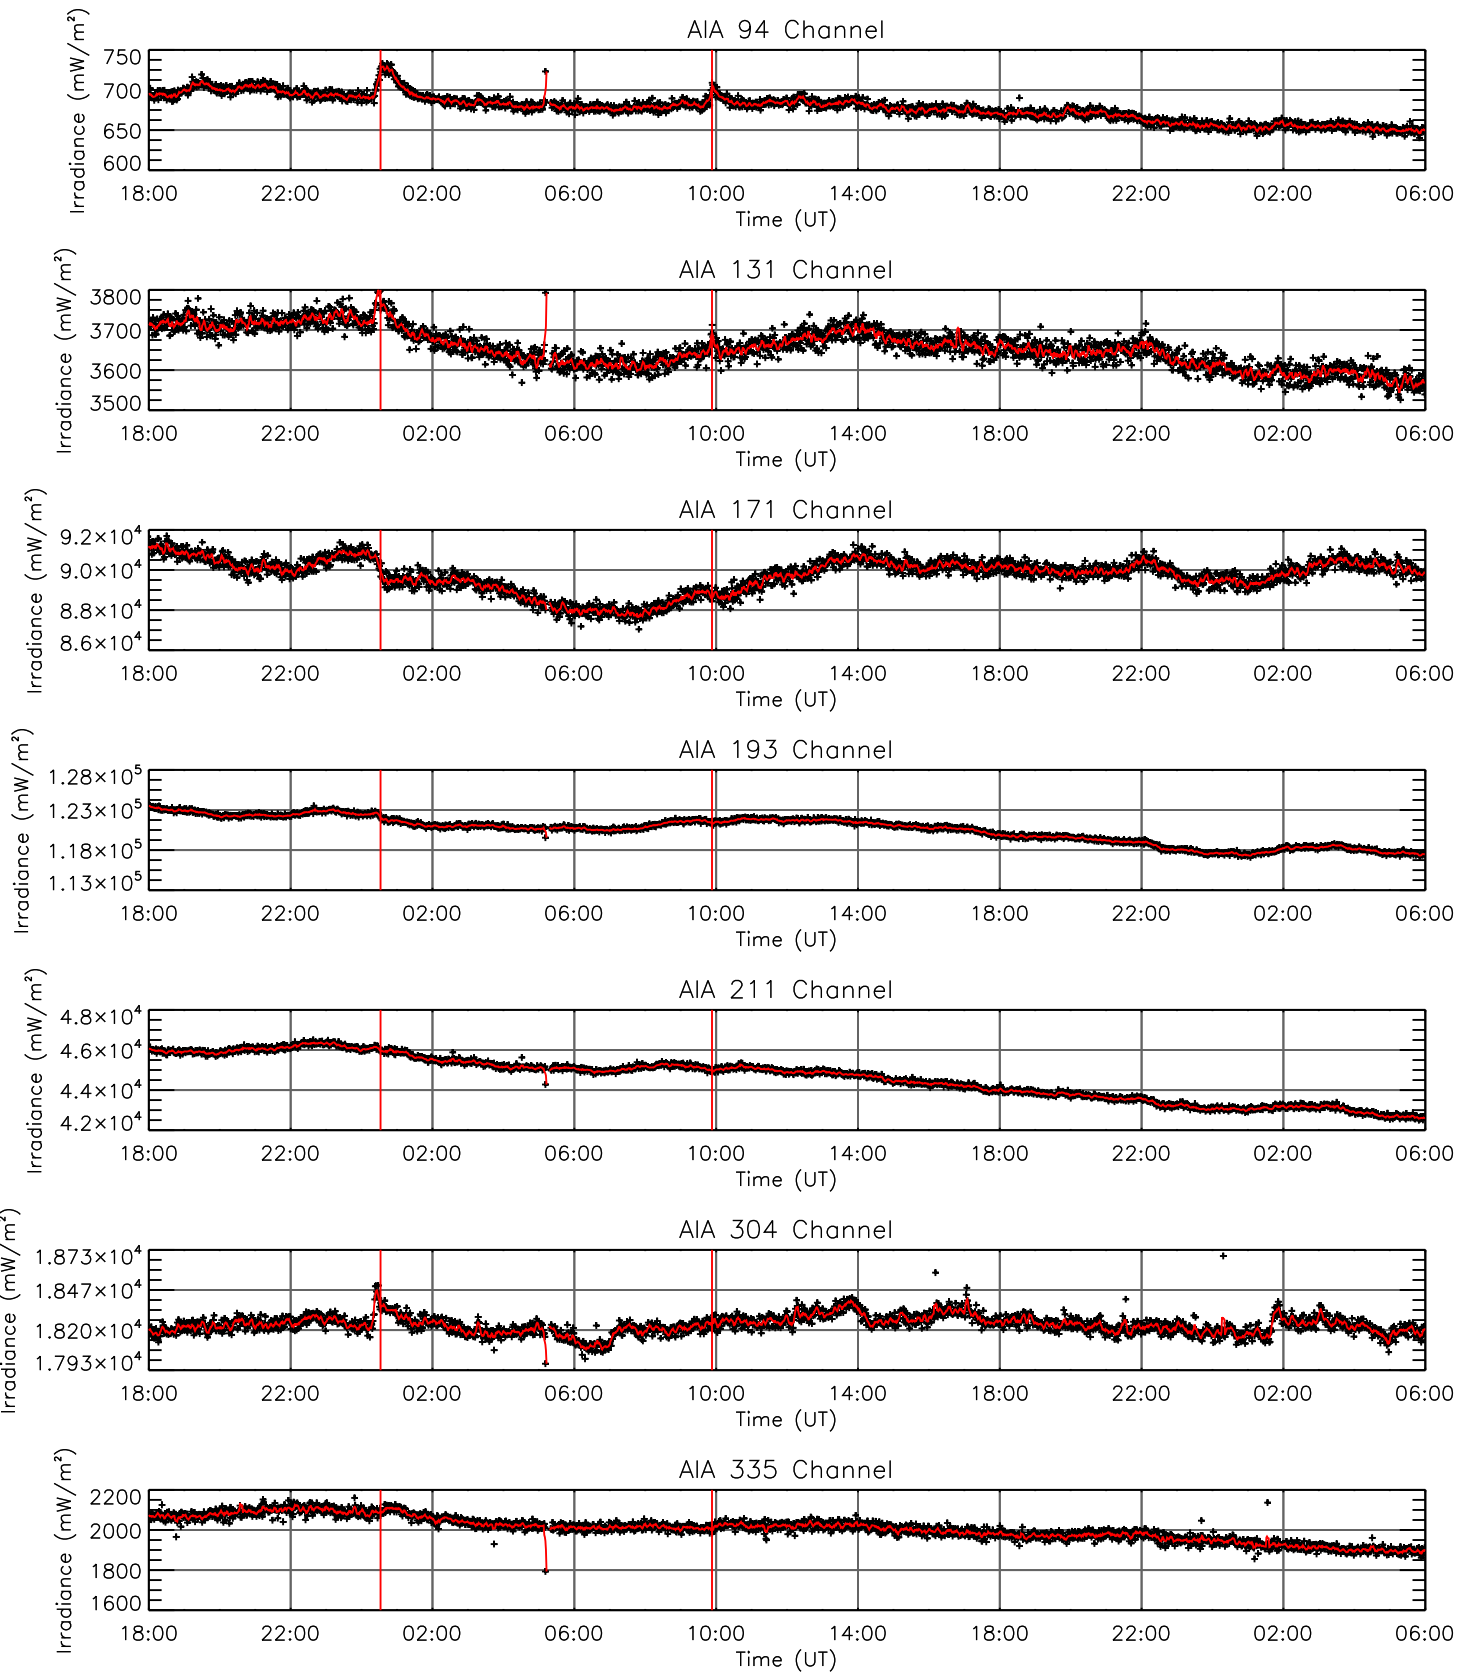 AIA 94 Channel
Irradiance (mW/m²)
750
700
650
600
18:00 22:00 02:00 06:00 10:00 14:00 18:00 22:00 02:00 06:00
Time (UT)
AIA 131 Channel
Irradiance (mW/m²)
3800
3700
3600
3500
18:00 22:00 02:00 06:00 10:00 14:00 18:00 22:00 02:00 06:00
Time (UT)
AIA 171 Channel
Irradiance (mW/m²)
9.2×10⁴
9.0×10⁴
8.8×10⁴
8.6×10⁴
18:00 22:00 02:00 06:00 10:00 14:00 18:00 22:00 02:00 06:00
Time (UT)
AIA 193 Channel
Irradiance (mW/m²)
1.28×10⁵
1.23×10⁵
1.18×10⁵
1.13×10⁵
18:00 22:00 02:00 06:00 10:00 14:00 18:00 22:00 02:00 06:00
Time (UT)
AIA 211 Channel
Irradiance (mW/m²)
4.8×10⁴
4.6×10⁴
4.4×10⁴
4.2×10⁴
18:00 22:00 02:00 06:00 10:00 14:00 18:00 22:00 02:00 06:00
Time (UT)
AIA 304 Channel
Irradiance (mW/m²)
1.873×10⁴
1.847×10⁴
1.820×10⁴
1.793×10⁴
18:00 22:00 02:00 06:00 10:00 14:00 18:00 22:00 02:00 06:00
Time (UT)
AIA 335 Channel
Irradiance (mW/m²)
2200
2000
1800
1600
18:00 22:00 02:00 06:00 10:00 14:00 18:00 22:00 02:00 06:00
Time (UT)